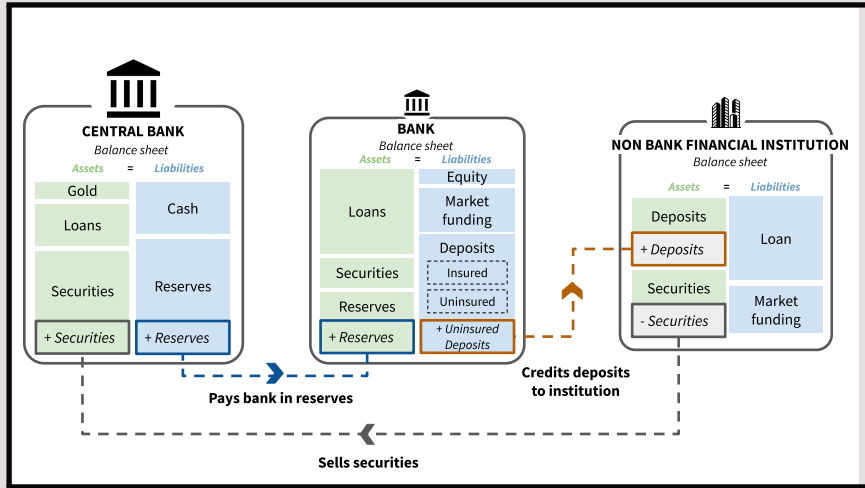 CENTRAL BANK
Balance sheet
Assets = Liabilities
Gold
Loans
Securities
+ Securities
Cash
Reserves
+ Reserves
BANK
Balance sheet
Assets = Liabilities
Loans
Securities
Reserves
+ Reserves
Equity
Market
funding
Deposits
Insured
Uninsured
+ Uninsured
Deposits
NON BANK FINANCIAL INSTITUTION
Balance sheet
Assets = Liabilities
Deposits
+ Deposits
Securities
- Securities
Loan
Market
funding
Pays bank in reserves
Credits deposits
to institution
Sells securities